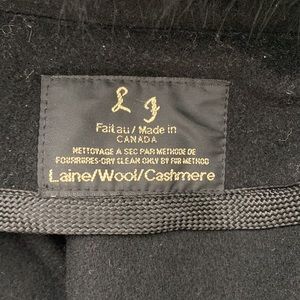 L J
Fait au / Made in
CANADA
NETTOYAGE A SEC PAR METHODE DE
FOURRURES-DRY CLEAN ONLY BY FUR METHOD
Laine/Wool/Cashmere